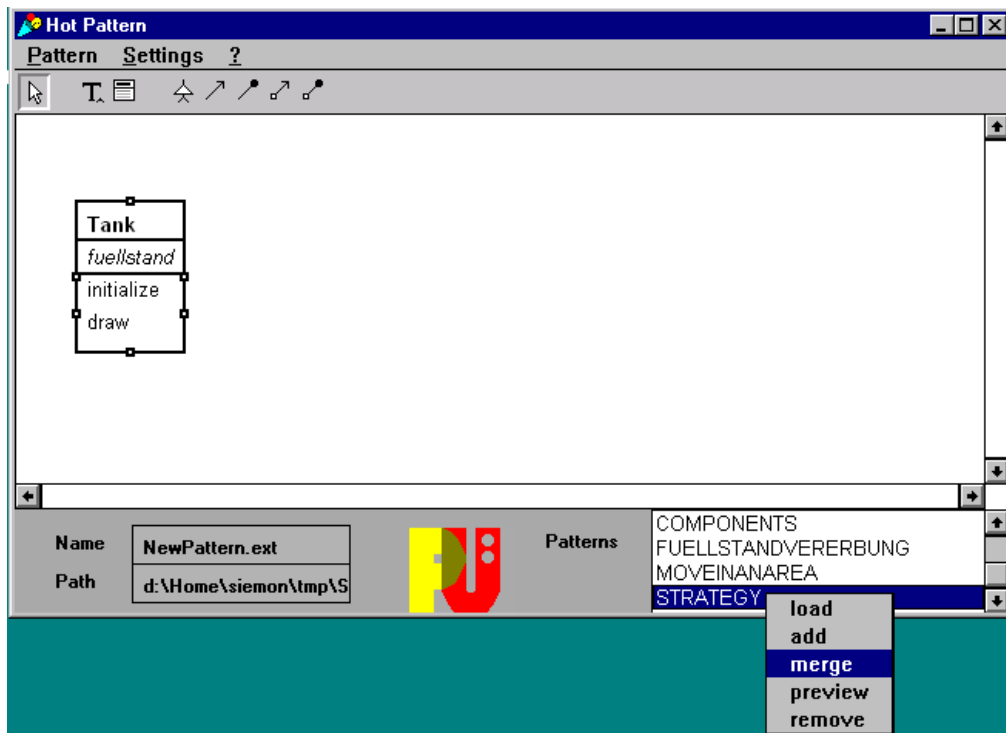 Hot Pattern
Pattern Settings ?
T
Tank
fuellstand
initialize
draw
Name NewPattern.ext
Path d:\Home\siemon\tmp\S
Patterns
COMPONENTS
FUELLSTANDVERERBUNG
MOVEINANAREA
STRATEGY
load
add
merge
preview
remove